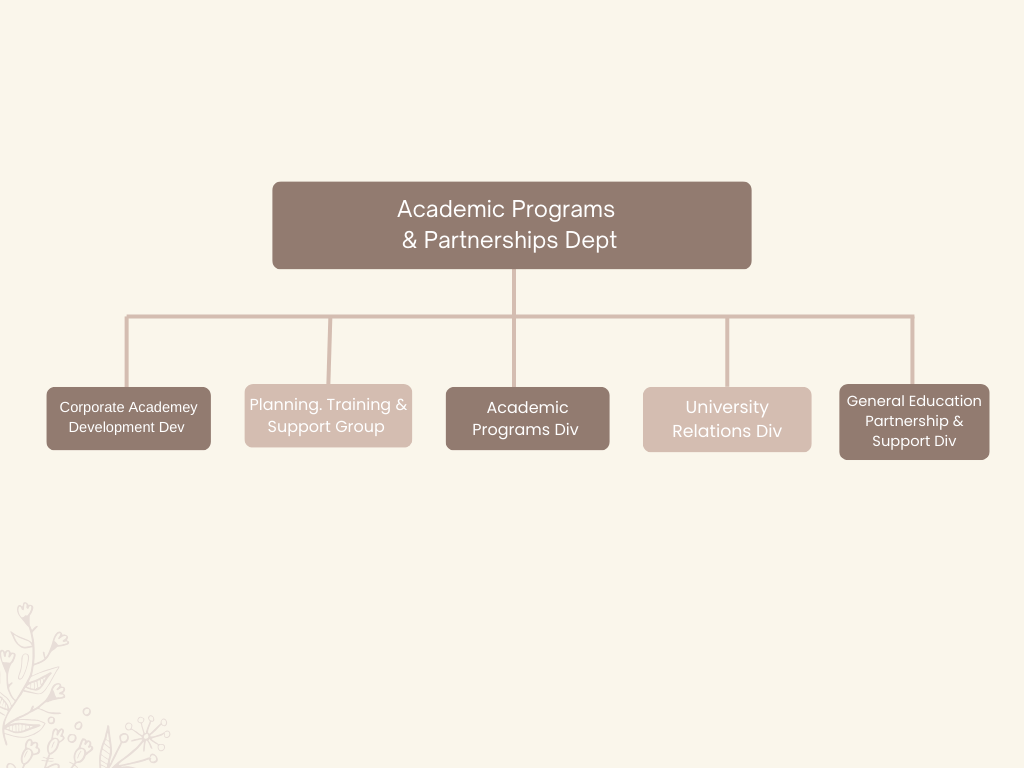 Academic Programs
& Partnerships Dept
Corporate Academey
Development Dev
Planning. Training &
Support Group
Academic
Programs Div
University
Relations Div
General Education
Partnership &
Support Div